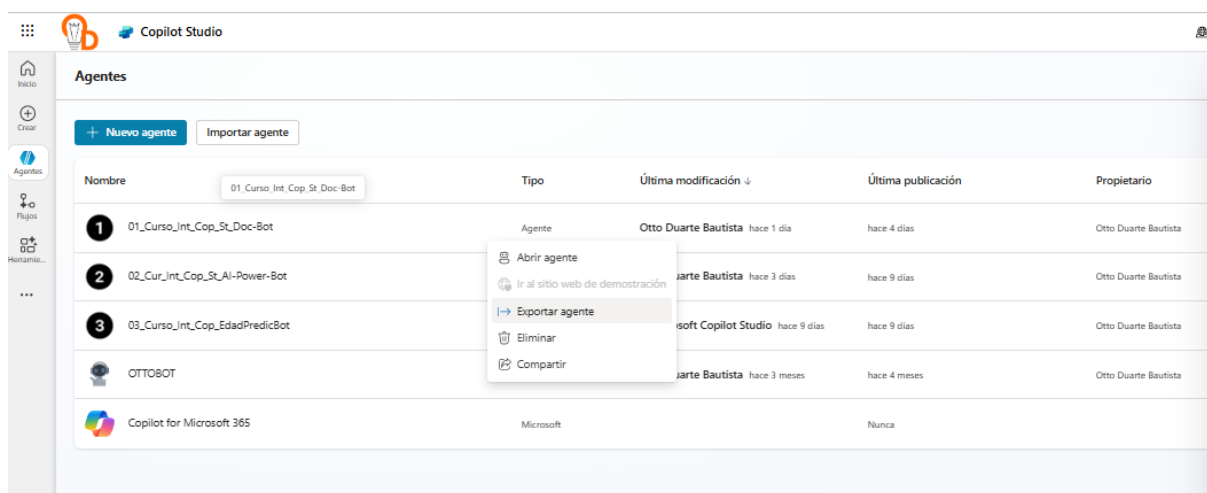 Copilot Studio
Inicio
Crear
Agentes
Flujos
Herramie...
Agentes
Nuevo agente Importar agente
Nombre Tipo Última modificación ↓ Última publicación Propietario
01_Curso_Int_Cop_St_Doc-Bot
1 01_Curso_Int_Cop_St_Doc-Bot Agente Otto Duarte Bautista hace 1 día hace 4 días Otto Duarte Bautista
Abrir agente
2 02_Cur_Int_Cop_St_AI-Power-Bot uarte Bautista hace 3 días hace 9 días Otto Duarte Bautista
Ir al sitio web de demostración
Exportar agente
3 03_Curso_Int_Cop_EdadPredicBot osoft Copilot Studio hace 9 días hace 9 días Otto Duarte Bautista
Eliminar
Compartir
OTTOBOT uarte Bautista hace 3 meses hace 4 meses Otto Duarte Bautista
Copilot for Microsoft 365 Microsoft Nunca